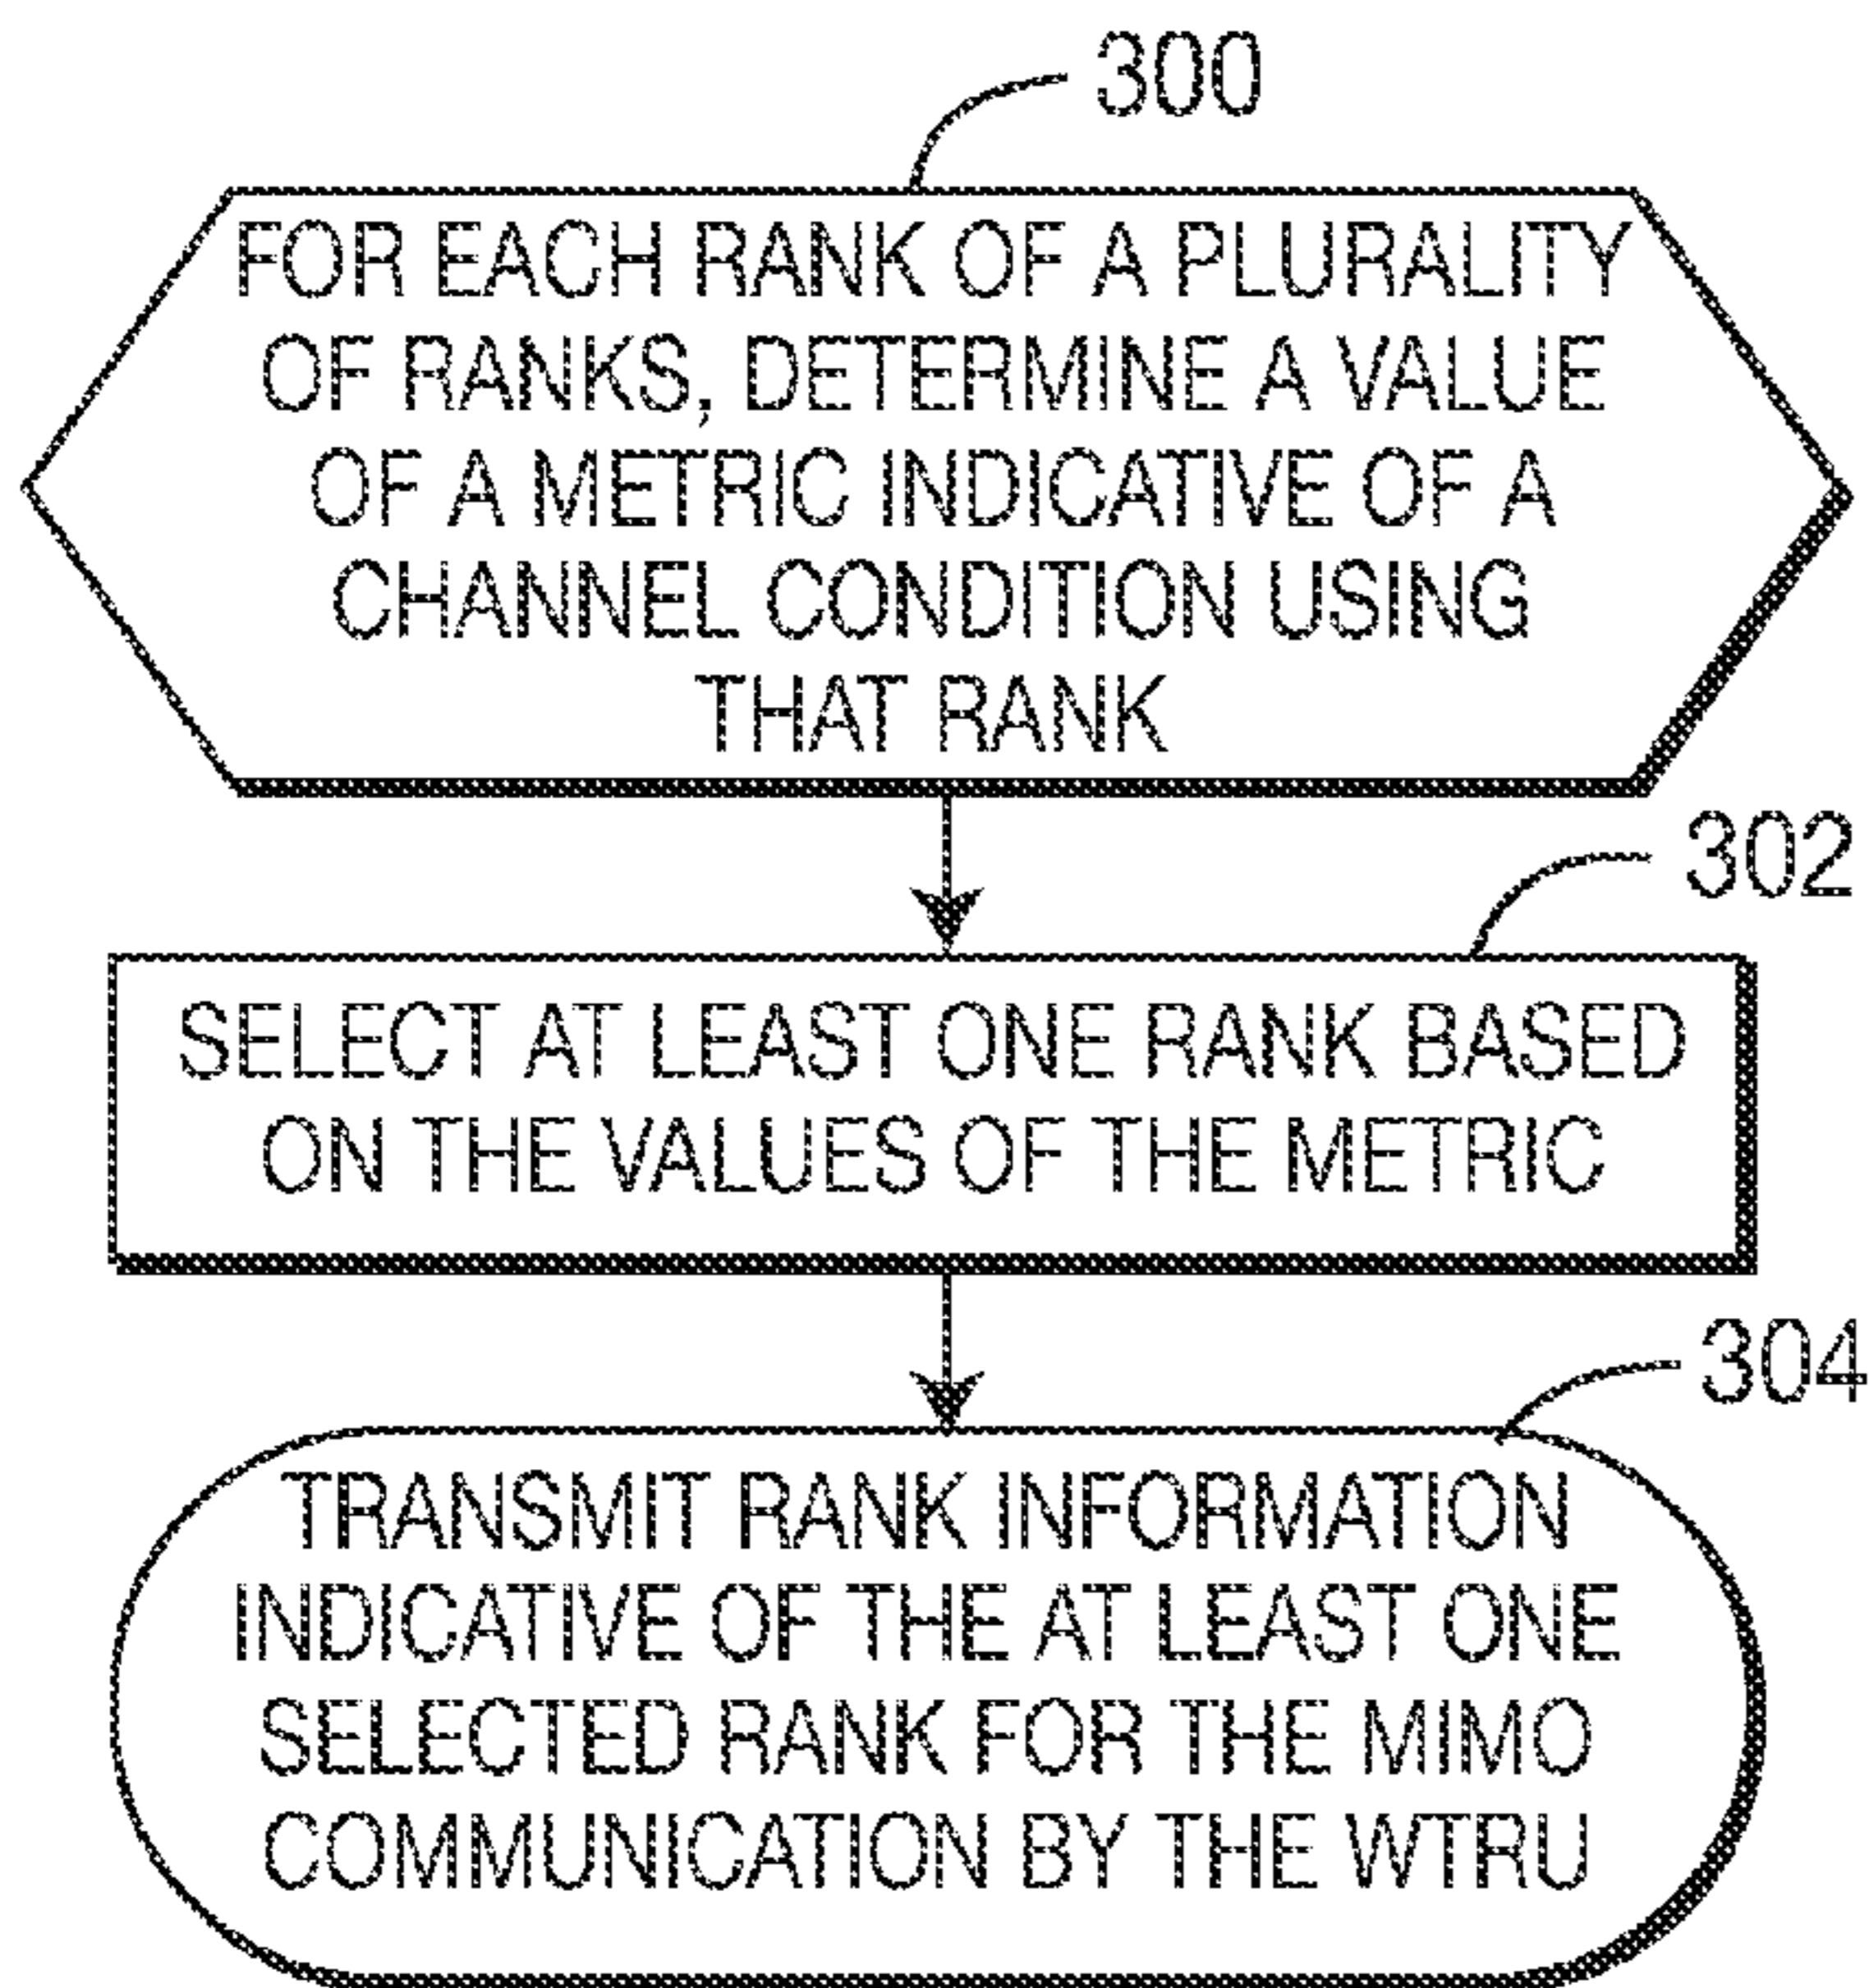 300
FOR EACH RANK OF A PLURALITY
OF RANKS, DETERMINE A VALUE
OF A METRIC INDICATIVE OF A
CHANNEL CONDITION USING
THAT RANK
302
SELECT AT LEAST ONE RANK BASED
ON THE VALUES OF THE METRIC
304
TRANSMIT RANK INFORMATION
INDICATIVE OF THE AT LEAST ONE
SELECTED RANK FOR THE MIMO
COMMUNICATION BY THE WTRU